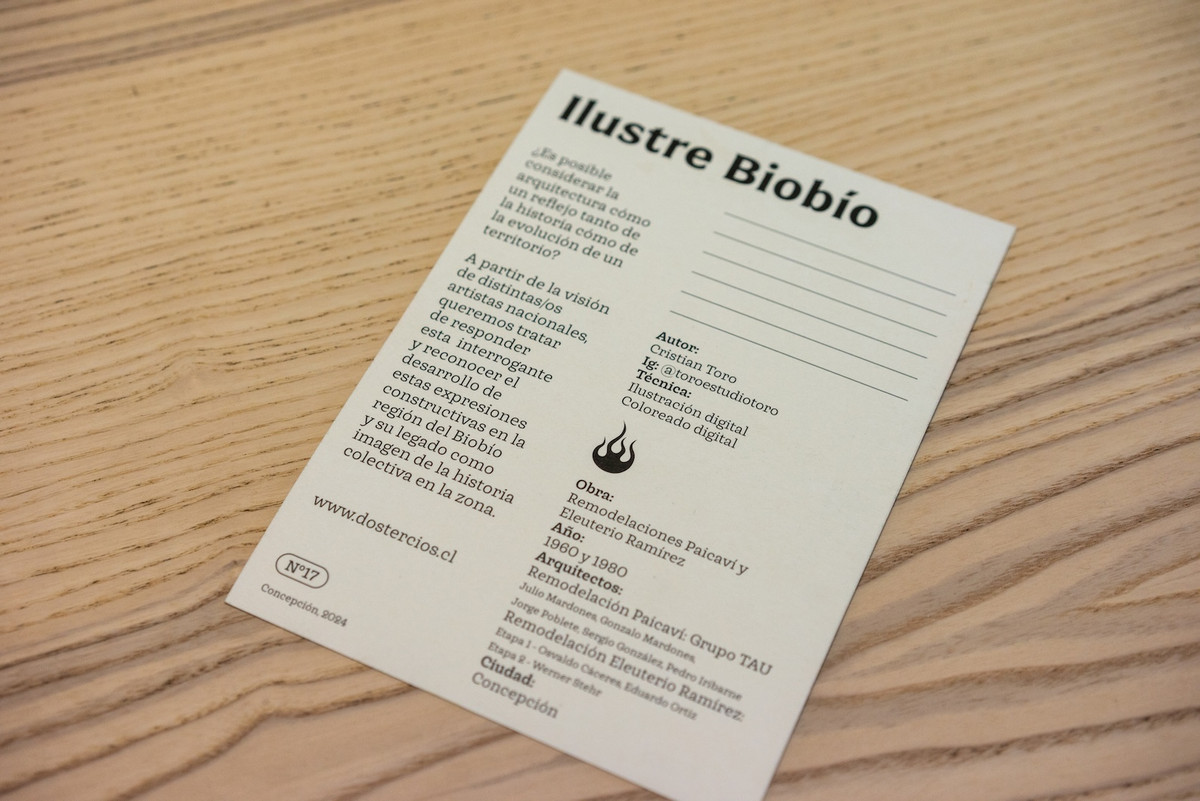 Ilustre Biobío
¿Es posible
considerar la
arquitectura cómo
un reflejo tanto de
la historía cómo de
la evolución de un
territorio?
A partir de la visión
de distintas/os
artistas nacionales,
queremos tratar
de responder
esta interrogante
y reconocer el
desarrollo de
estas expresiones
constructivas en la
región del Biobío
y su legado como
imagen de la historia
colectiva en la zona.
www.dostercios.cl
N°17
Concepción, 2024
Autor:
Cristian Toro
Ig: @toroestudiotoro
Técnica:
Ilustración digital
Coloreado digital
Obra:
Remodelaciones Paicaví y
Eleuterio Ramírez
Año:
1960 y 1980
Arquitectos:
Remodelación Paicaví: Grupo TAU
Julio Mardones, Gonzalo Mardones,
Jorge Poblete, Sergio González, Pedro Iribarne
Remodelación Eleuterio Ramírez:
Etapa 1 - Osvaldo Cáceres, Eduardo Ortiz
Etapa 2 - Werner Stehr
Ciudad:
Concepción